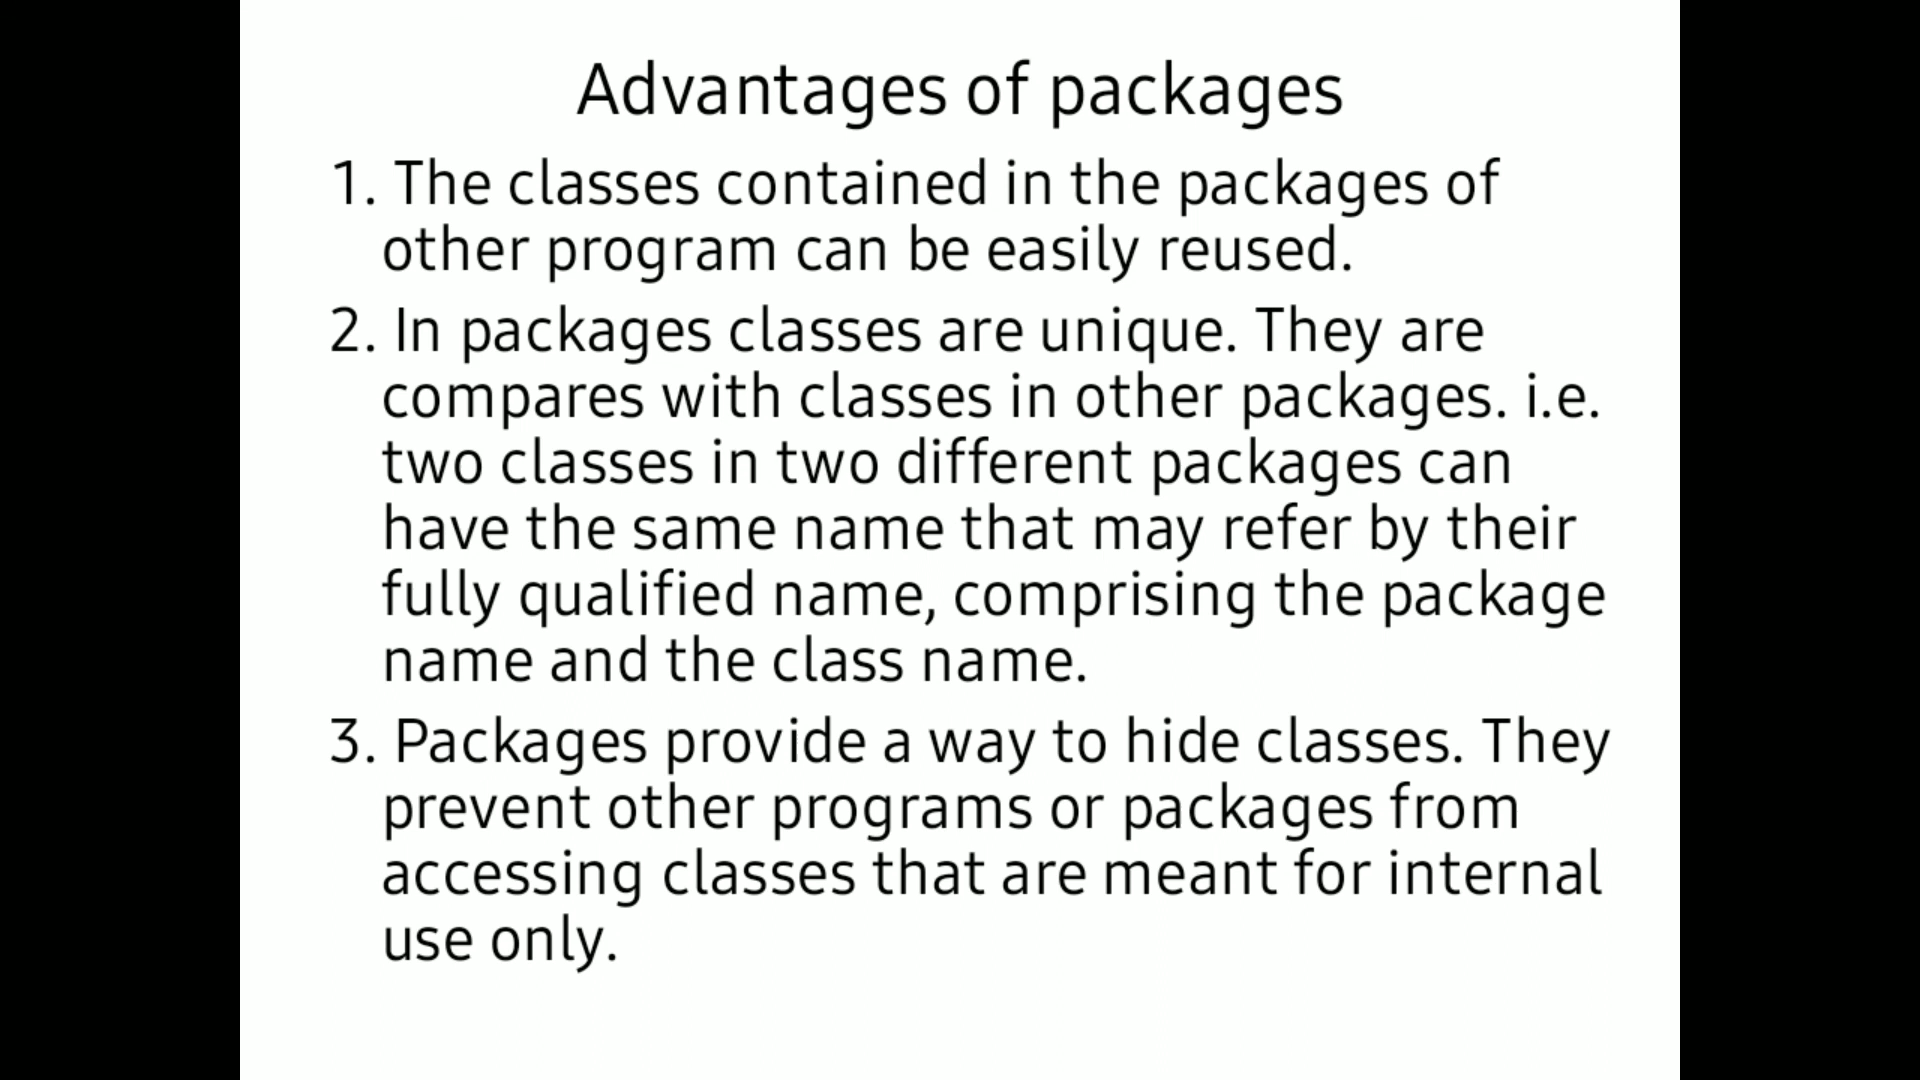 Advantages of packages
1. The classes contained in the packages of
other program can be easily reused.
2. In packages classes are unique. They are
compares with classes in other packages. i.e.
two classes in two different packages can
have the same name that may refer by their
fully qualified name, comprising the package
name and the class name.
3. Packages provide a way to hide classes. They
prevent other programs or packages from
accessing classes that are meant for internal
use only.